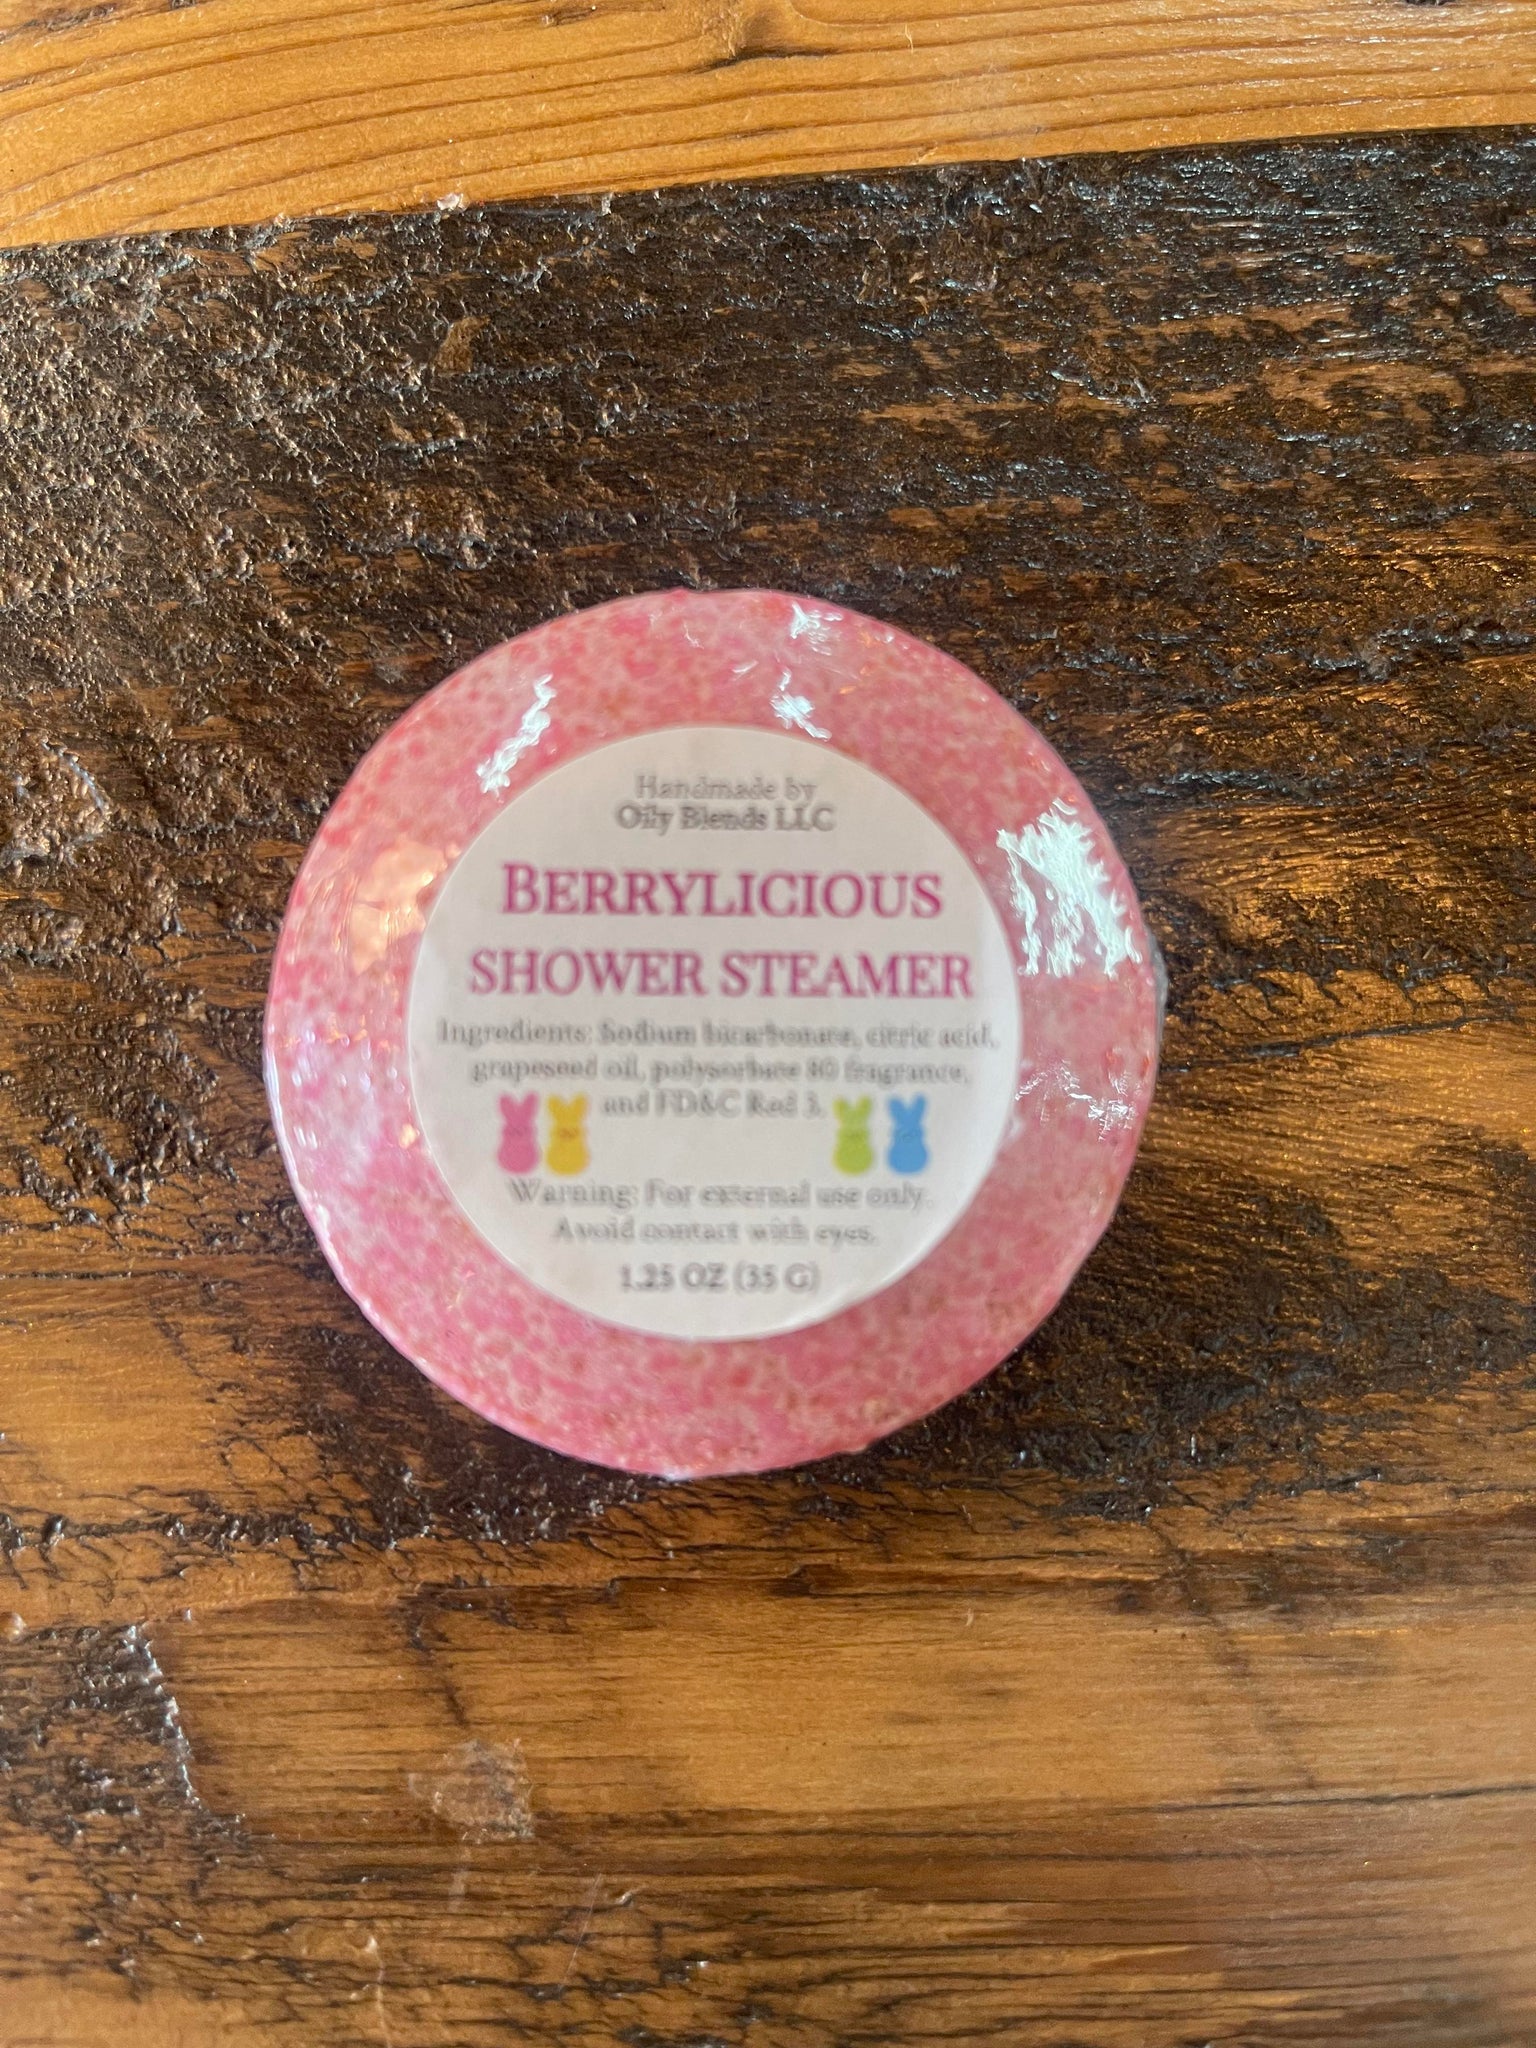 Handmade by
Oily Blends LLC
BERRYLICIOUS
SHOWER STEAMER
Ingredients: Sodium bicarbonate, citric acid,
grapeseed oil, polysorbate 80 fragrance,
and FD&C Red 3.
Warning: For external use only.
Avoid contact with eyes.
1.25 OZ (35 G)